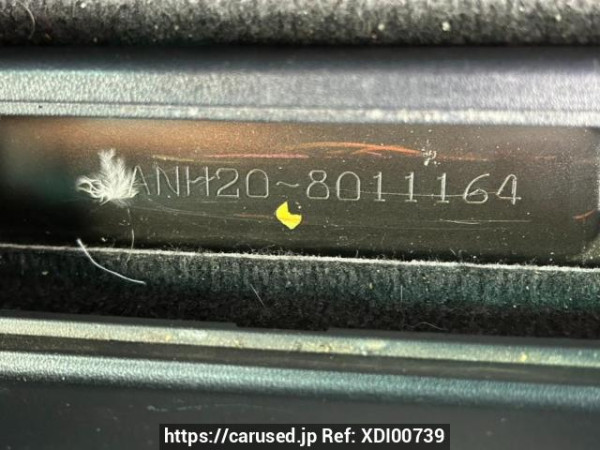 ANH20-8011164
https://carused.jp Ref: XDI00739